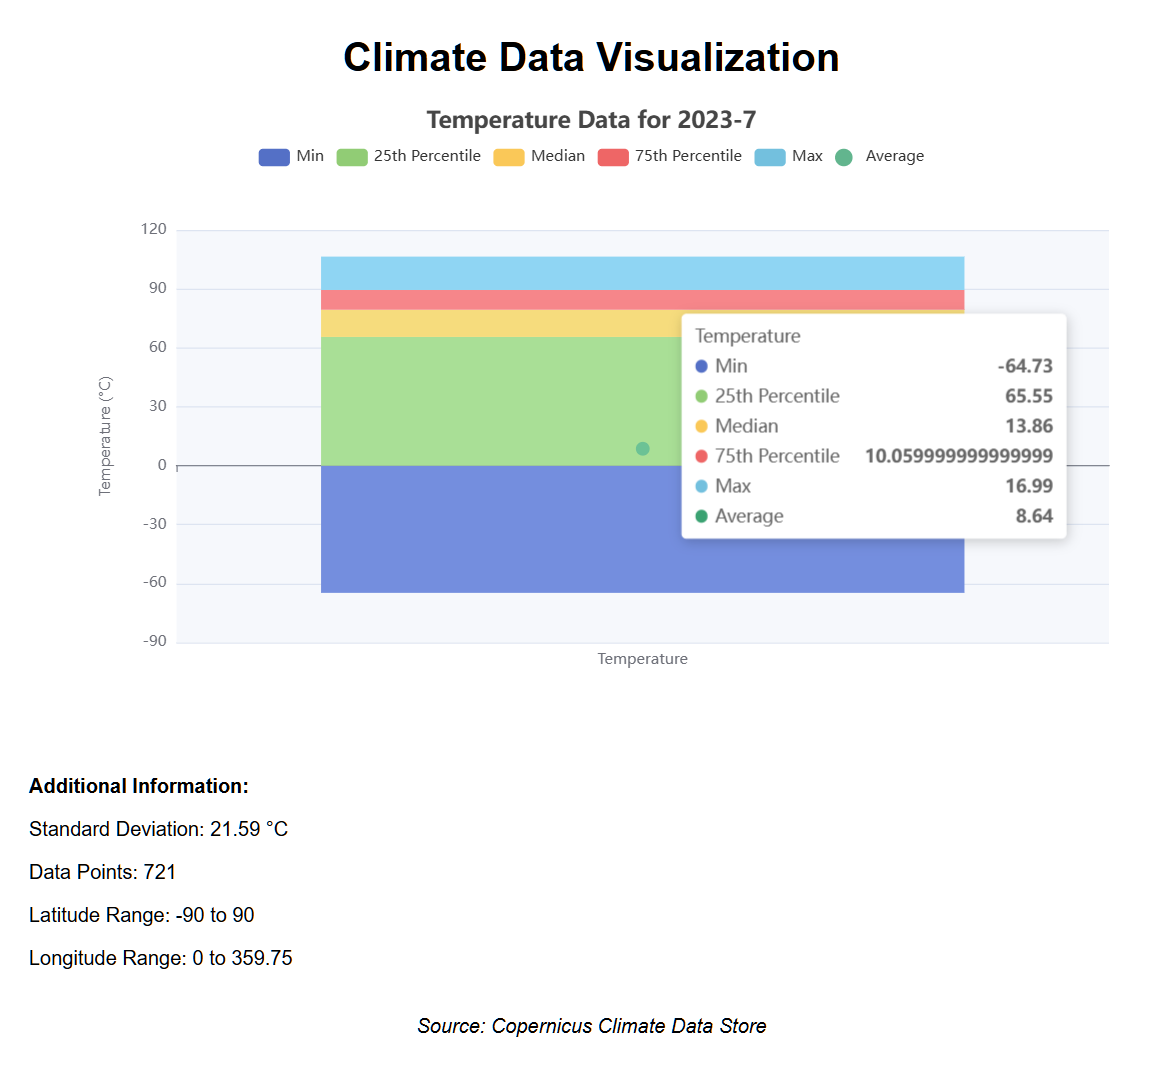 Climate Data Visualization
Temperature Data for 2023-7
Min 25th Percentile Median 75th Percentile Max Average
Temperature (°C)
120
90
60
30
0
-30
-60
-90
Temperature
Min -64.73
25th Percentile 65.55
Median 13.86
75th Percentile 10.059999999999999
Max 16.99
Average 8.64
Temperature
Additional Information:
Standard Deviation: 21.59 °C
Data Points: 721
Latitude Range: -90 to 90
Longitude Range: 0 to 359.75
Source: Copernicus Climate Data Store